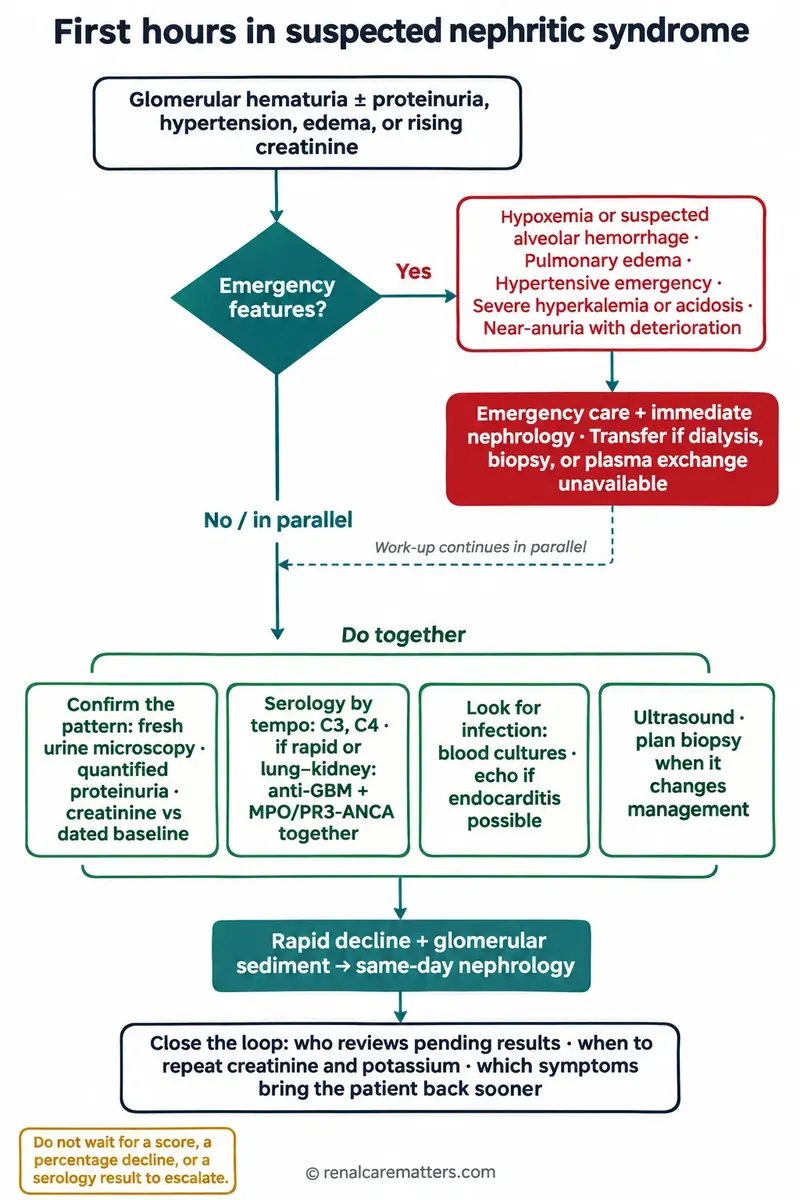 First hours in suspected nephritic syndrome
Glomerular hematuria ± proteinuria,
hypertension, edema, or rising
creatinine
Emergency
features?
Yes
Hypoxemia or suspected
alveolar hemorrhage ·
Pulmonary edema ·
Hypertensive emergency ·
Severe hyperkalemia or acidosis ·
Near-anuria with deterioration
Emergency care + immediate
nephrology · Transfer if dialysis,
biopsy, or plasma exchange
unavailable
No / in parallel
Work-up continues in parallel
Do together
Confirm the
pattern: fresh
urine microscopy ·
quantified
proteinuria ·
creatinine vs
dated baseline
Serology by
tempo: C3, C4 ·
if rapid or
lung–kidney:
anti-GBM +
MPO/PR3-ANCA
together
Look for
infection:
blood cultures ·
echo if
endocarditis
possible
Ultrasound ·
plan biopsy
when it
changes
management
Rapid decline + glomerular
sediment → same-day nephrology
Close the loop: who reviews pending results · when to
repeat creatinine and potassium · which symptoms
bring the patient back sooner
Do not wait for a score, a
percentage decline, or a
serology result to escalate.
© renalcarematters.com